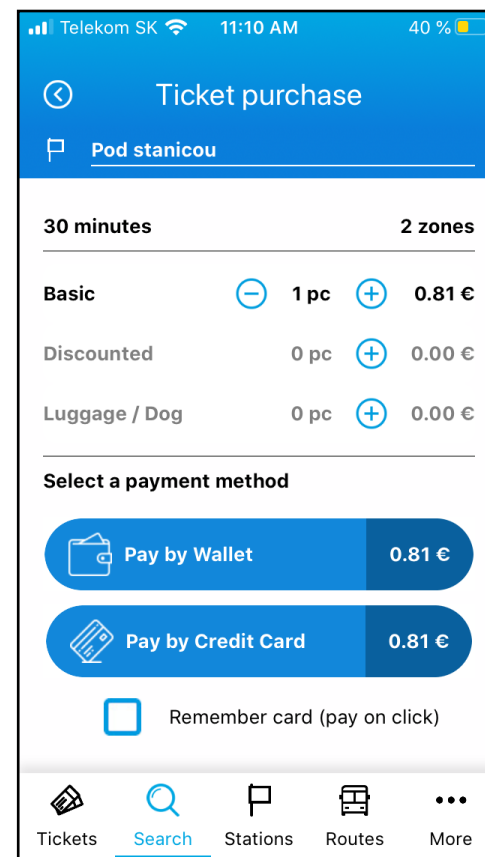 Telekom SK 11:10 AM 40 %
Ticket purchase
Pod stanicou
30 minutes 2 zones
Basic 1 pc 0.81 €
Discounted 0 pc 0.00 €
Luggage / Dog 0 pc 0.00 €
Select a payment method
Pay by Wallet 0.81 €
Pay by Credit Card 0.81 €
Remember card (pay on click)
Tickets Search Stations Routes More